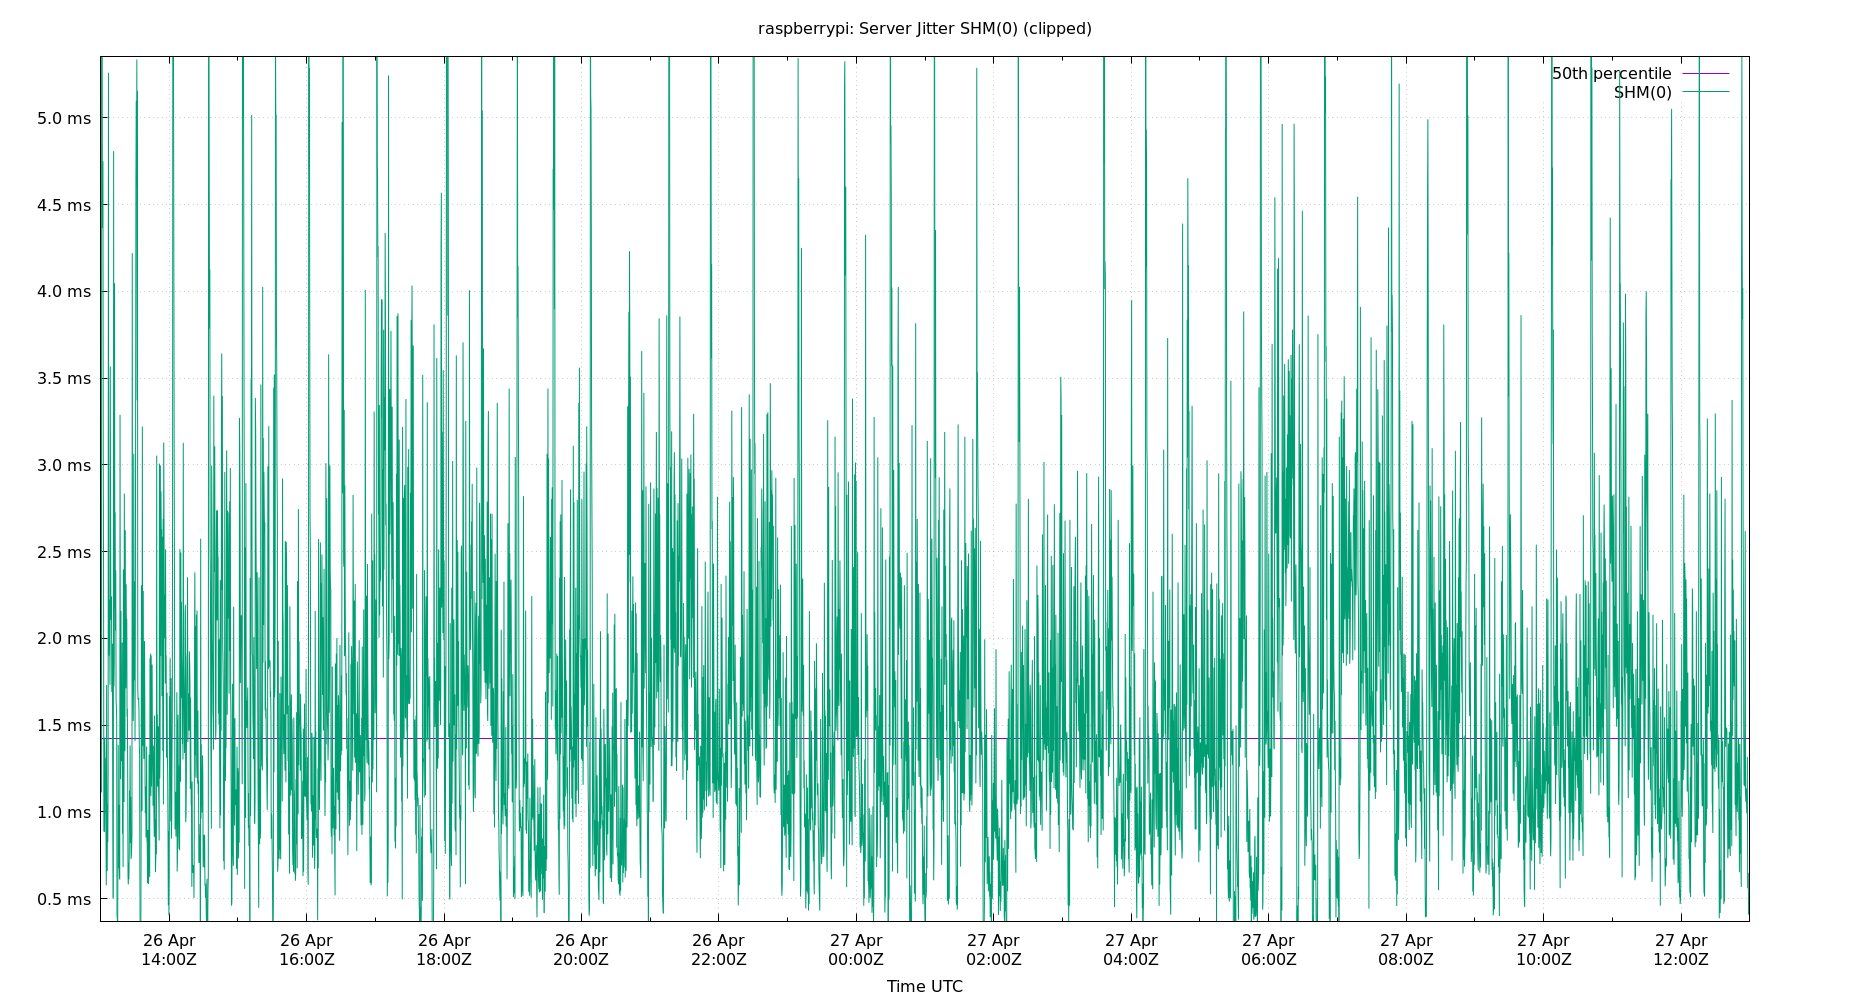 raspberrypi: Server Jitter SHM(0) (clipped)
50th percentile
SHM(0)
5.0 ms
4.5 ms
4.0 ms
3.5 ms
3.0 ms
2.5 ms
2.0 ms
1.5 ms
1.0 ms
0.5 ms
26 Apr 26 Apr 26 Apr 26 Apr 26 Apr 27 Apr 27 Apr 27 Apr 27 Apr 27 Apr 27 Apr 27 Apr
14:00Z 16:00Z 18:00Z 20:00Z 22:00Z 00:00Z 02:00Z 04:00Z 06:00Z 08:00Z 10:00Z 12:00Z
Time UTC